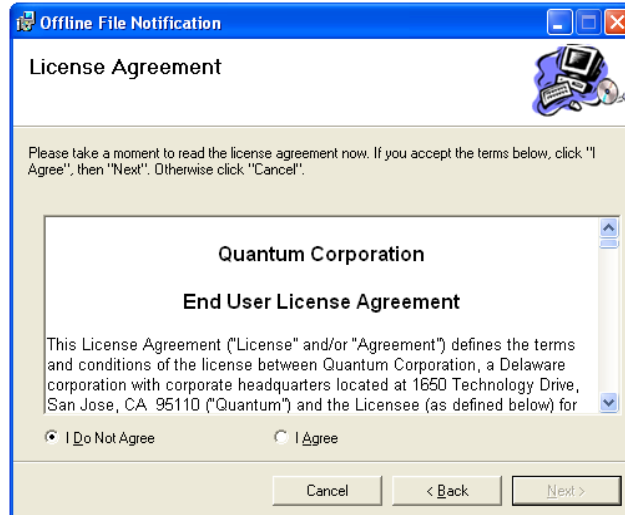 Offline File Notification
License Agreement
Please take a moment to read the license agreement now. If you accept the terms below, click "I
Agree", then "Next". Otherwise click "Cancel".
Quantum Corporation
End User License Agreement
This License Agreement ("License" and/or "Agreement") defines the terms
and conditions of the license between Quantum Corporation, a Delaware
corporation with corporate headquarters located at 1650 Technology Drive,
San Jose, CA  95110 ("Quantum") and the Licensee (as defined below) for
I Do Not Agree
I Agree
Cancel
< Back
Next >